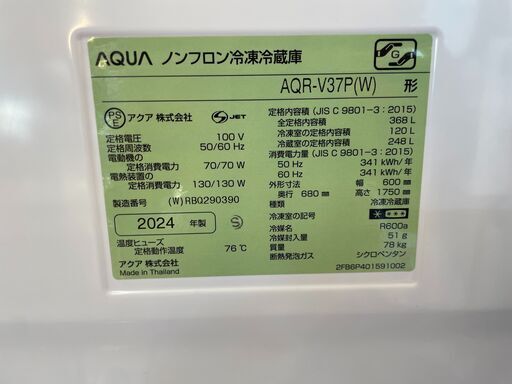 AQUA ノンフロン冷凍冷蔵庫
AQR-V37P(W) 形
G
PS E アクア 株式会社 S JET
定格電圧 100 V
定格周波数 50/60 Hz
電動機の
定格消費電力 70/70 W
電熱装置の
定格消費電力 130/130 W
製造番号 (W)RB0290390
2024 年製 S
温度ヒューズ
定格動作温度 76℃
アクア 株式会社
Made in Thailand
定格内容積 (JIS C 9801-3:2015)
全定格内容積 368 L
冷凍室の定格内容積 120 L
冷蔵室の定格内容積 248 L
消費電力量 (JIS C 9801-3:2015)
50 Hz 341 kWh/年
60 Hz 341 kWh/年
外形寸法 幅 600 mm
奥行 680 mm 高さ 1750 mm
種類 冷凍冷蔵庫
冷凍室の記号
冷媒名 R600a
冷媒封入量 51 g
質量 78 kg
断熱発泡ガス シクロペンタン
2FB6P401591002